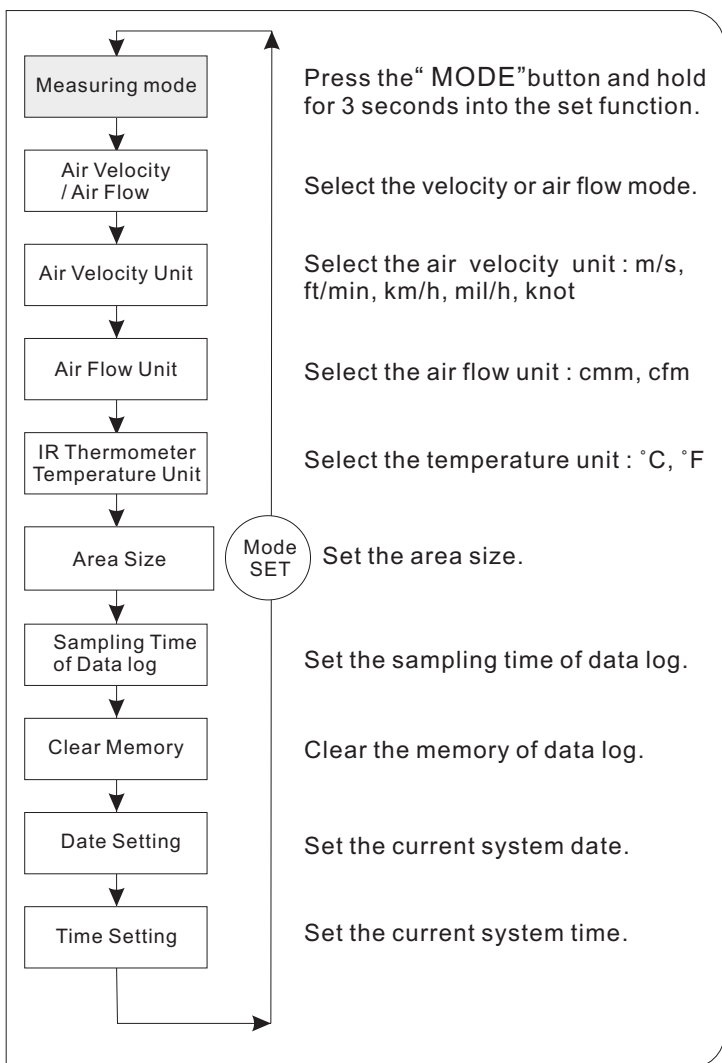 Measuring mode
Press the“ MODE”button and hold
for 3 seconds into the set function.
Air Velocity
/ Air Flow
Select the velocity or air flow mode.
Air Velocity Unit
Select the air velocity unit : m/s,
ft/min, km/h, mil/h, knot
Air Flow Unit
Select the air flow unit : cmm, cfm
IR Thermometer
Temperature Unit
Select the temperature unit : ˚C, ˚F
Area Size
Mode
SET
Set the area size.
Sampling Time
of Data log
Set the sampling time of data log.
Clear Memory
Clear the memory of data log.
Date Setting
Set the current system date.
Time Setting
Set the current system time.